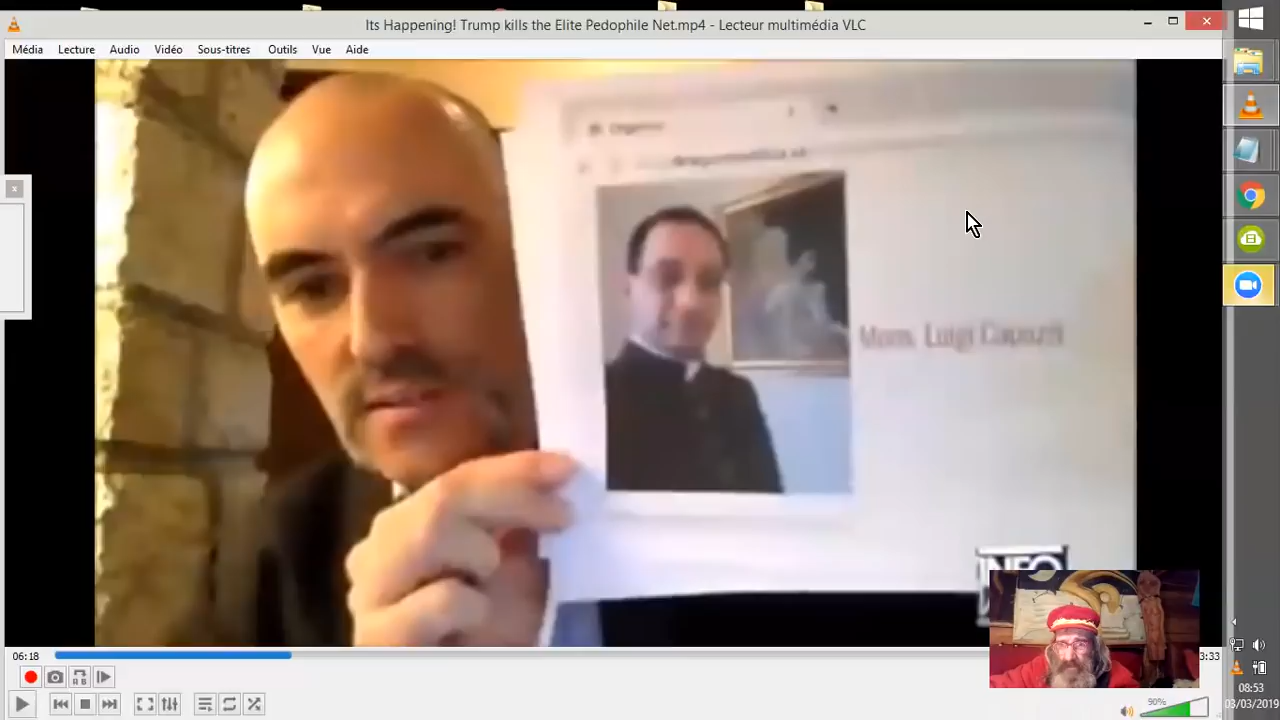 Its Happening! Trump kills the Elite Pedophile Net.mp4 - Lecteur multimédia VLC
Média Lecture Audio Vidéo Sous-titres Outils Vue Aide
Mons. Luigi Capozzi
INFO
06:18
3:33
90%
08:53
03/03/2019